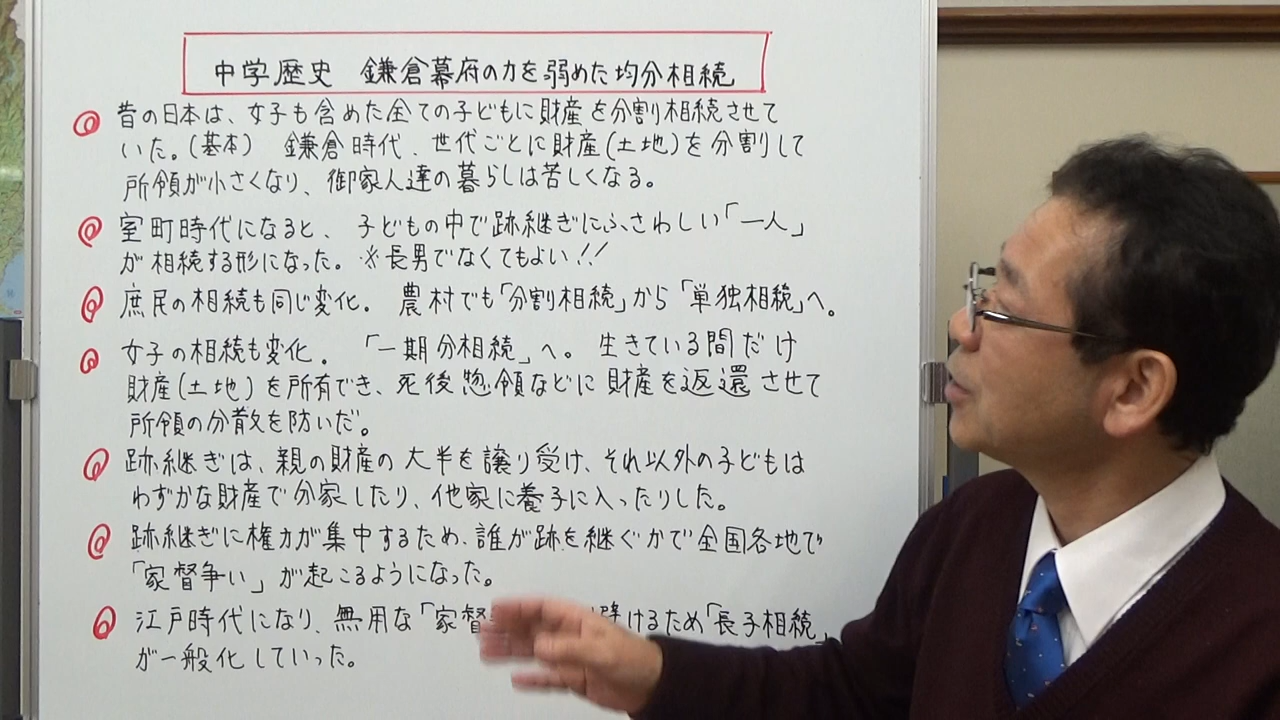 中学歴史 鎌倉幕府の力を弱めた均分相続
昔の日本は、女子も含めた全ての子どもに財産を分割相続させて
いた。(基本) 鎌倉時代、世代ごとに財産(土地)を分割して
所領が小さくなり、御家人達の暮らしは苦しくなる。
室町時代になると、子どもの中で跡継ぎにふさわしい「一人」
が相続する形になった。※長男でなくてもよい!!
庶民の相続も同じ変化。 農村でも「分割相続」から「単独相続」へ。
女子の相続も変化。 「一期分相続」へ。 生きている間だけ
財産(土地)を所有でき、死後惣領などに財産を返還させて
所領の分散を防いだ。
跡継ぎは、親の財産の大半を譲り受け、それ以外の子どもは
わずかな財産で分家したり、他家に養子に入ったりした。
跡継ぎに権力が集中するため、誰が跡を継ぐかで全国各地で
「家督争い」が起こるようになった。
江戸時代になり、無用な「家督 避けるため「長子相続」
が一般化していった。